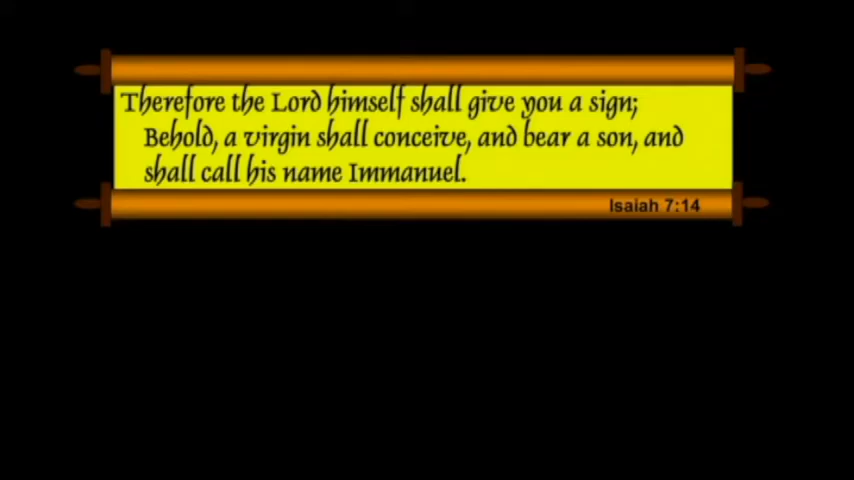 Therefore the Lord himself shall give you a sign;
Behold, a virgin shall conceive, and bear a son, and
shall call his name Immanuel.
Isaiah 7:14